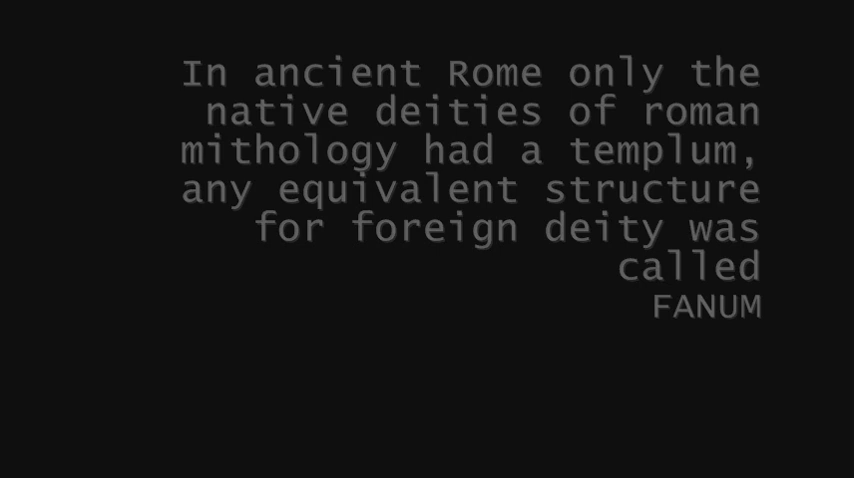 In ancient Rome only the
native deities of roman
mithology had a templum,
any equivalent structure
for foreign deity was
called
FANUM